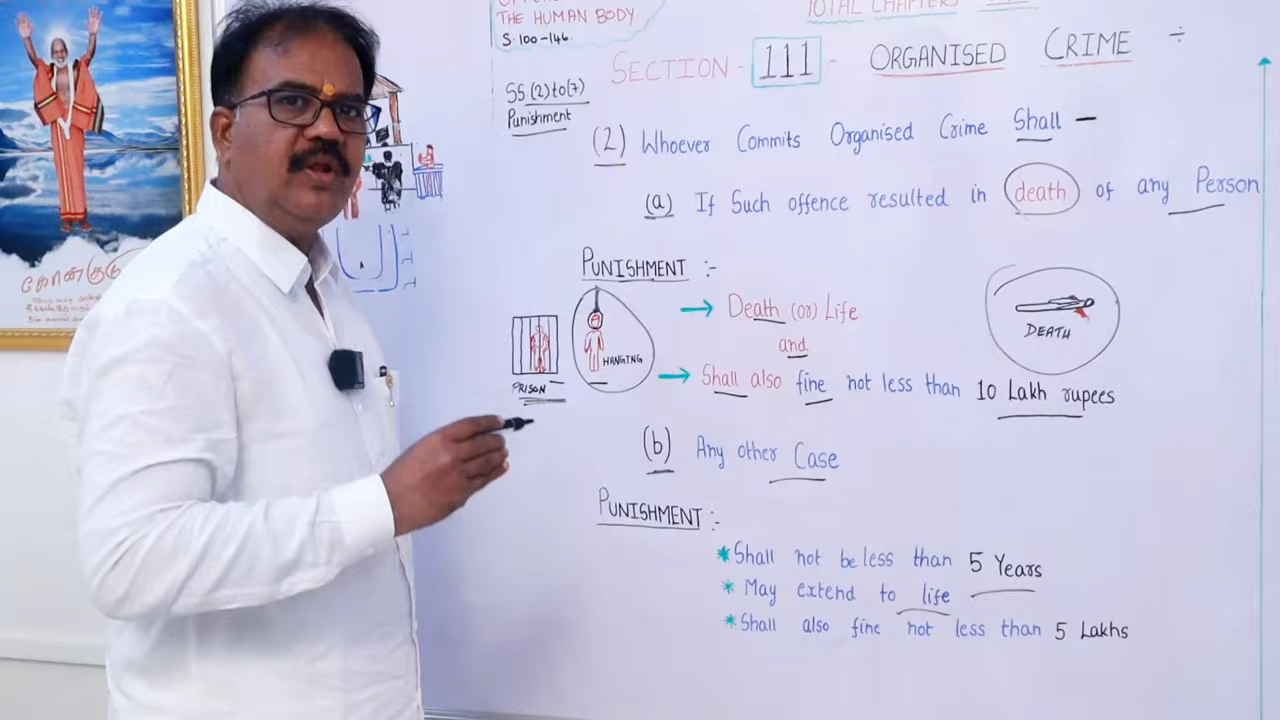 THE HUMAN BODY
S:100-146.
TOTAL CHAPTERS
SECTION - 111 - ORGANISED CRIME ÷
SS (2) to (7)
Punishment
(2) Whoever Commits Organised Crime Shall —
(a) If Such offence resulted in death of any Person
PUNISHMENT :-
→ Death (or) Life
and
→ Shall also fine not less than 10 Lakh rupees
PRISON
HANGING
DEATH
(b) Any other Case
PUNISHMENT :-
* Shall not be less than 5 Years
* May extend to life
* Shall also fine not less than 5 Lakhs